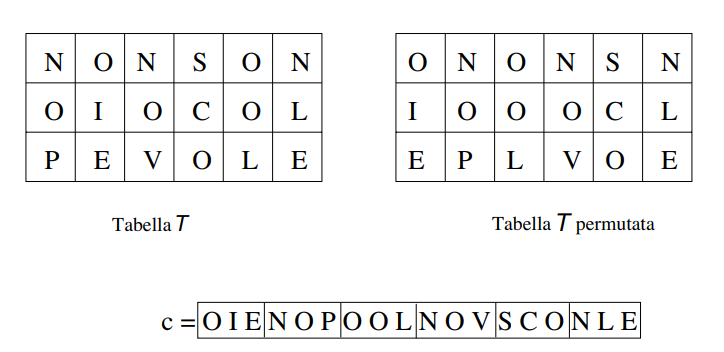 N O N S O N O N O N S N
O I O C O L I O O O C L
P E V O L E E P L V O E
Tabella T Tabella T permutata
c = O I E N O P O O L N O V S C O N L E